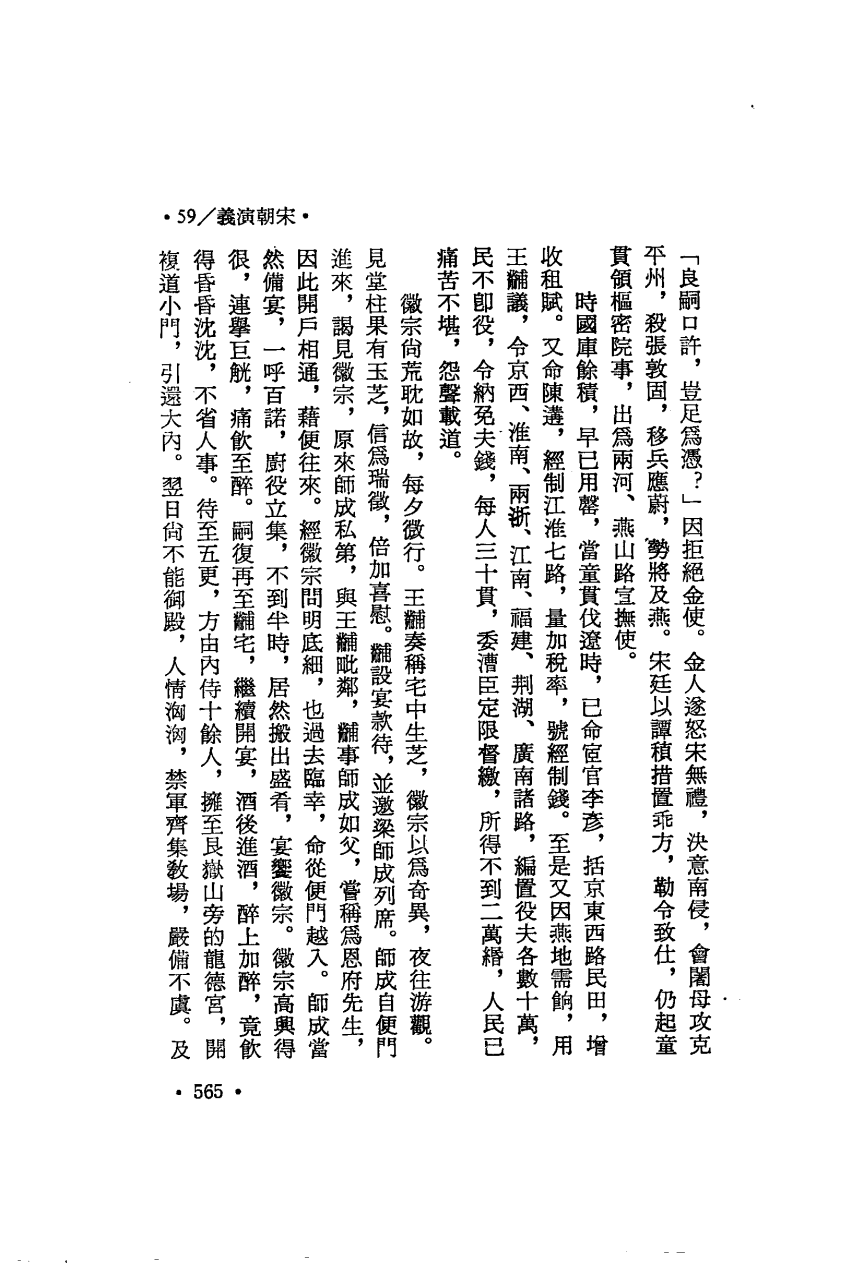 •59／義演朝宋•
「良嗣口許，豈足爲憑？」因拒絕金使。金人遂怒宋無禮，決意南侵，會闍母攻克
平州，殺張敦固，移兵應蔚，勢將及燕。宋廷以譚稹措置乖方，勒令致仕，仍起童
貫領樞密院事，出爲兩河、燕山路宣撫使。
時國庫餘積，早已用罄，當童貫伐遼時，已命宦官李彥，括京東西路民田，增
收租賦。又命陳遘，經制江淮七路，量加稅率，號經制錢。至是又因燕地需餉，用
王黼議，令京西、淮南、兩浙、江南、福建、荆湖、廣南諸路，編置役夫各數十萬，
民不卽役，令納免夫錢，每人三十貫，委漕臣定限督繳，所得不到二萬緡，人民已
痛苦不堪，怨聲載道。
徽宗尙荒耽如故，每夕微行。王黼奏稱宅中生芝，徽宗以爲奇異，夜往游觀。
見堂柱果有玉芝，信爲瑞徵，倍加喜慰。黼設宴款待，並邀梁師成列席。師成自便門
進來，謁見徽宗，原來師成私第，與王黼毗鄰，黼事師成如父，嘗稱爲恩府先生，
因此開戶相通，藉便往來。經徽宗問明底細，也過去臨幸，命從便門越入。師成當
然備宴，一呼百諾，廚役立集，不到半時，居然搬出盛肴，宴饗徽宗。徽宗高興得
很，連舉巨觥，痛飲至醉。嗣復再至黼宅，繼續開宴，酒後進酒，醉上加醉，竟飲
得昏昏沈沈，不省人事。待至五更，方由內侍十餘人，擁至艮嶽山旁的龍德宮，開
複道小門，引還大內。翌日尙不能御殿，人情洶洶，禁軍齊集敎場，嚴備不虞。及
•565•